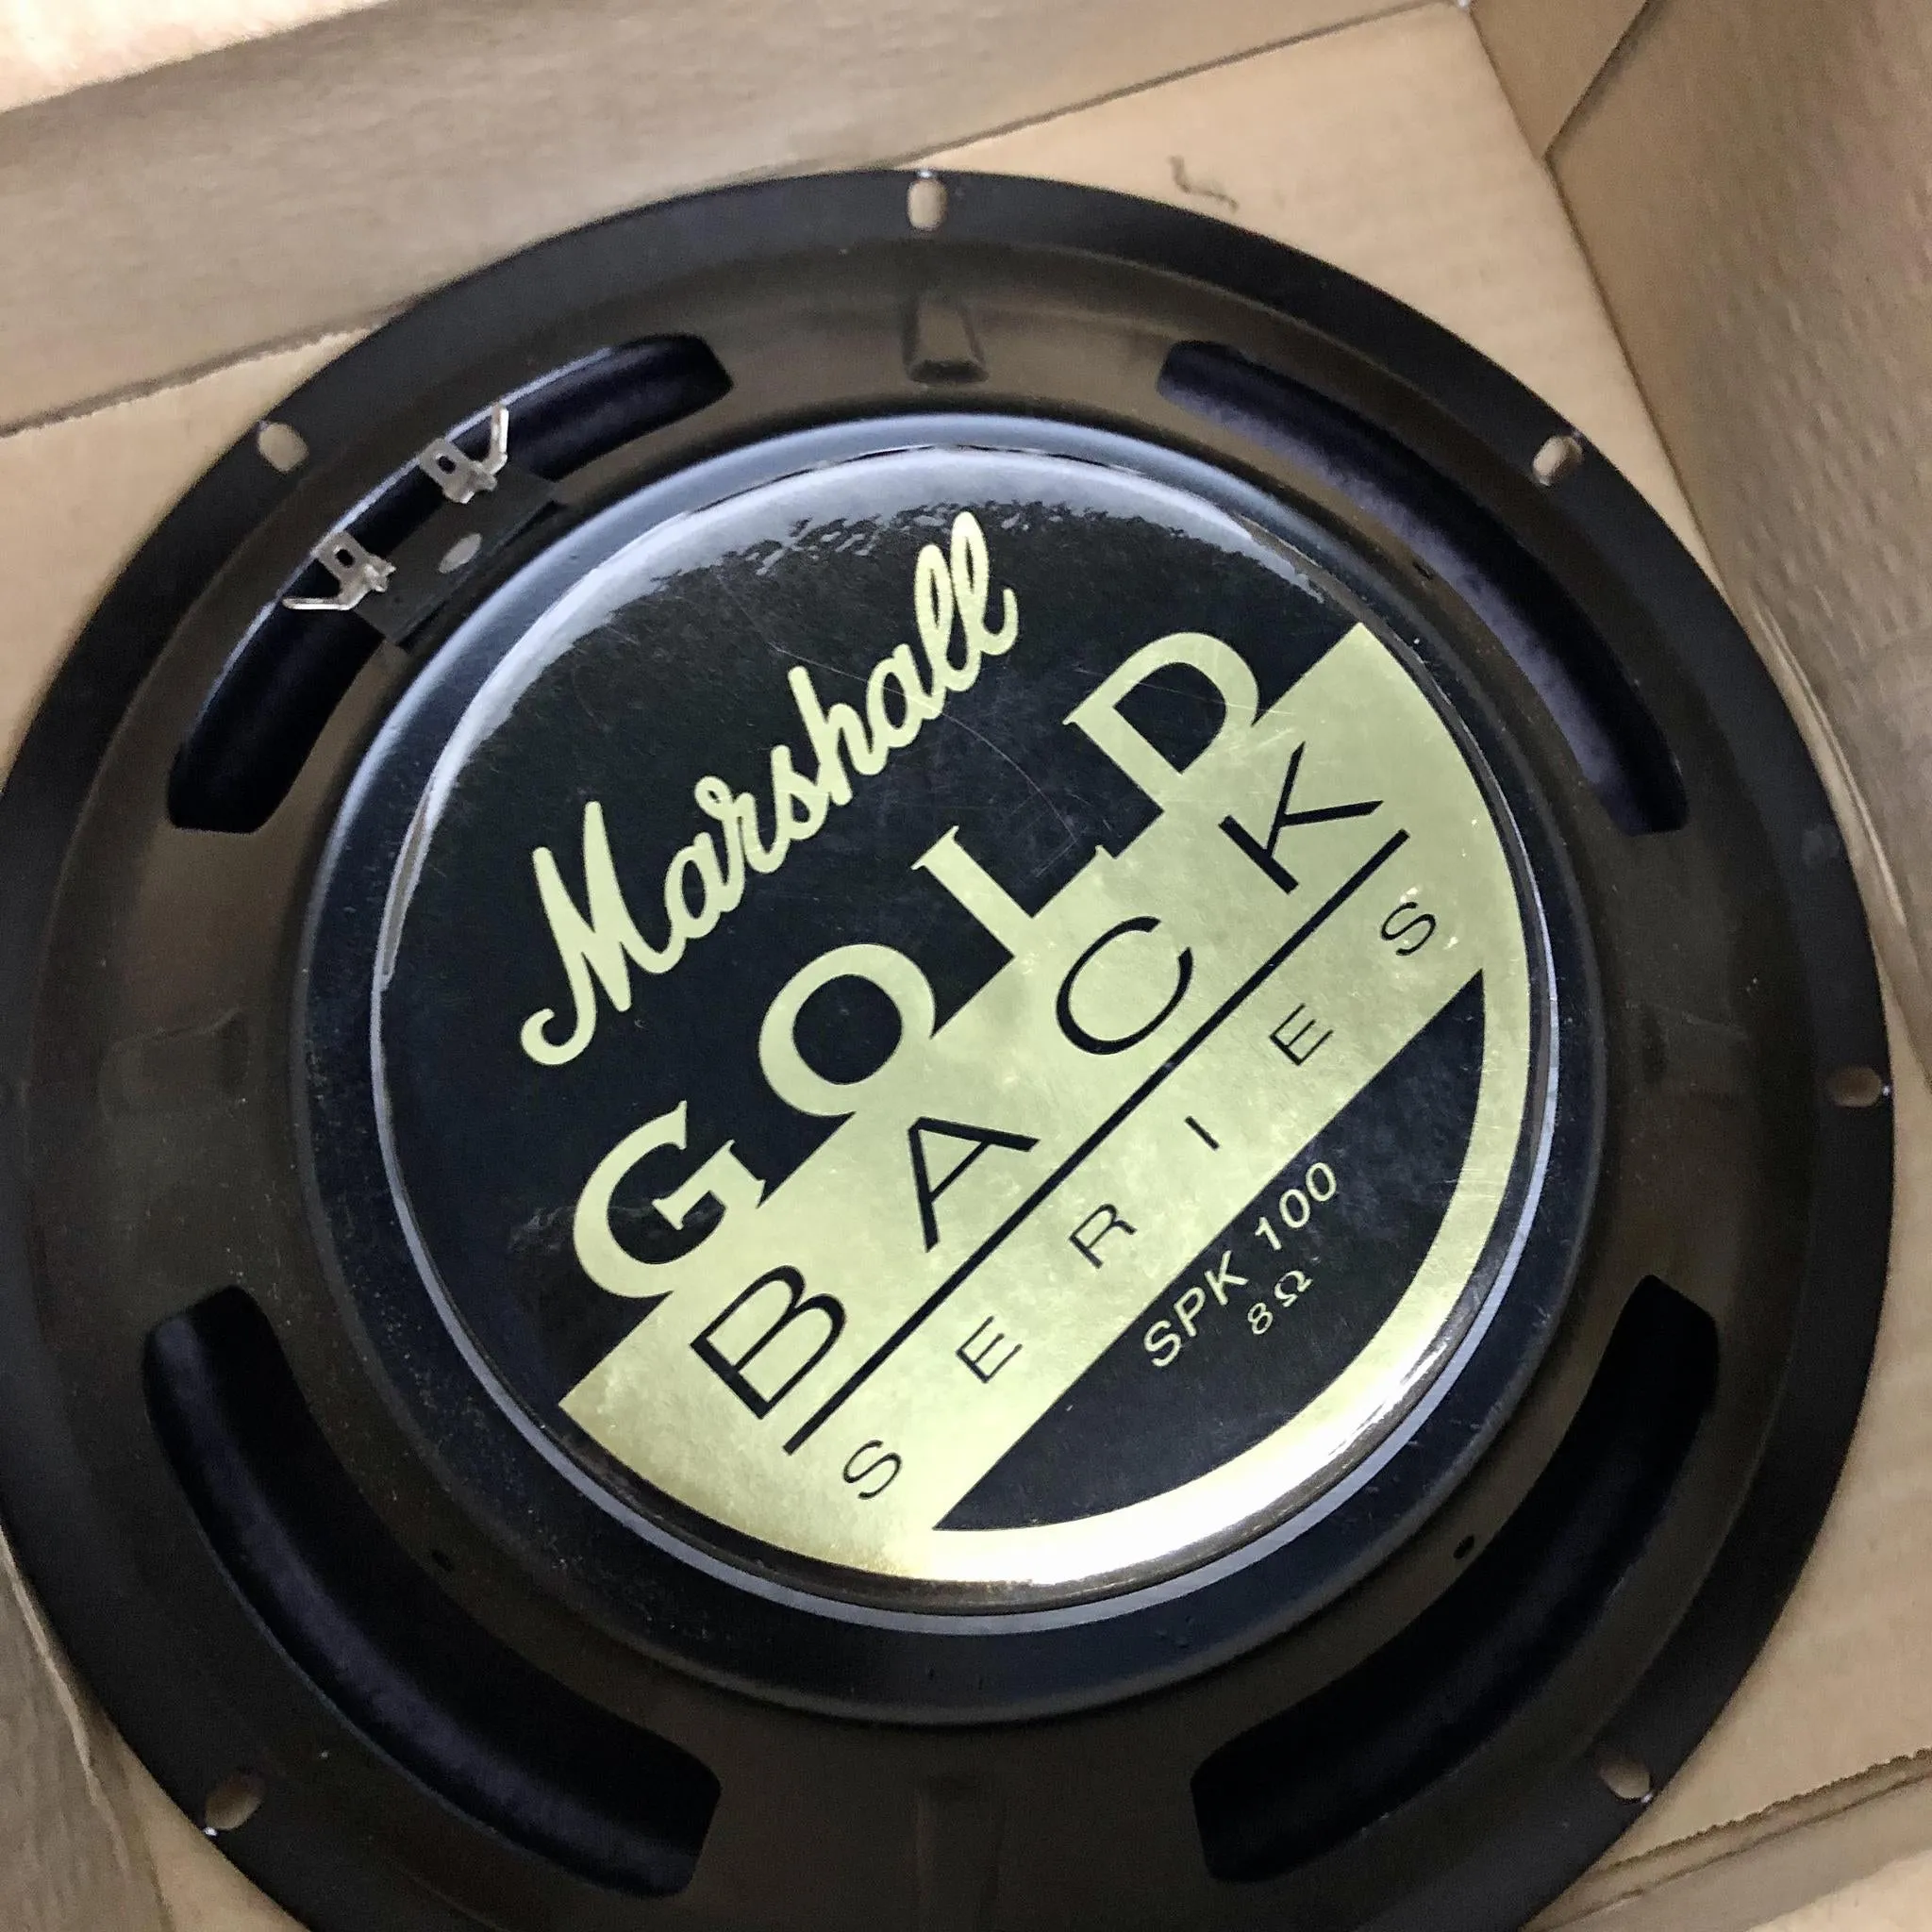 Marshall
GOLD
BACK
SERIES
SPK 100
8Ω